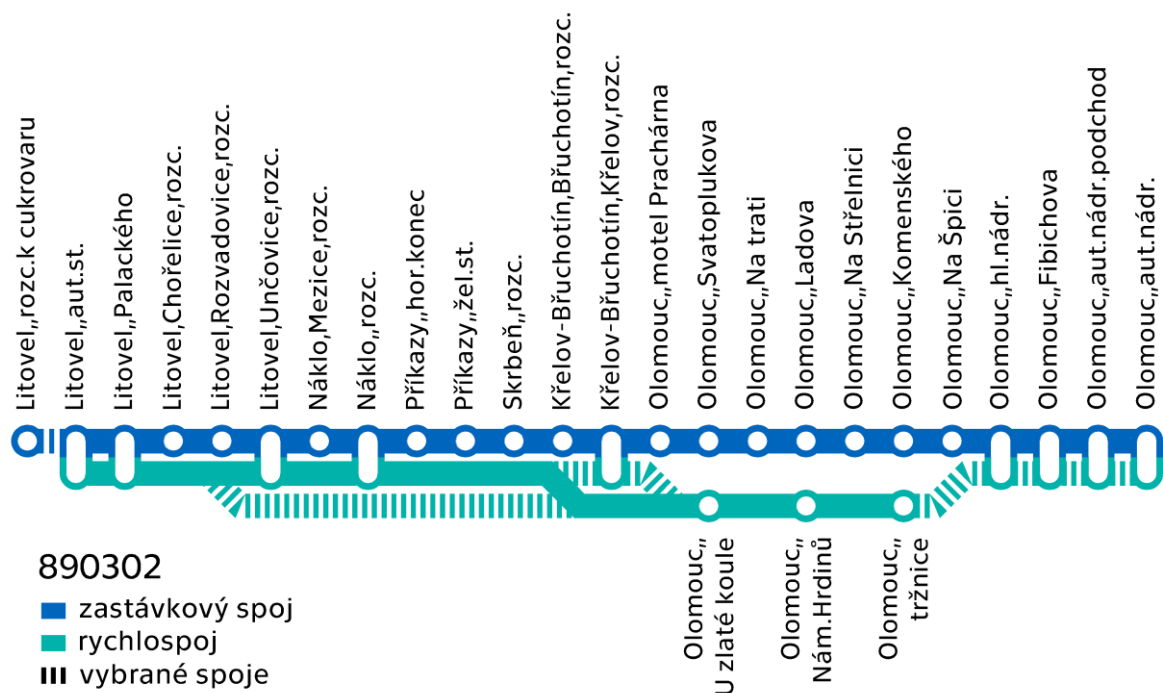 Litovel,,rozc.k cukrovaru
Litovel,,aut.st.
Litovel,,Palackého
Litovel,Chořelice,rozc.
Litovel,Rozvadovice,rozc.
Litovel,Unčovice,rozc.
Náklo,Mezice,rozc.
Náklo,,rozc.
Příkazy,,hor.konec
Příkazy,,žel.st.
Skrbeň,,rozc.
Křelov-Břuchotín,Břuchotín,rozc.
Křelov-Břuchotín,Křelov,rozc.
Olomouc,,motel Prachárna
Olomouc,,Svatoplukova
Olomouc,,Na trati
Olomouc,,Ladova
Olomouc,,Na Střelnici
Olomouc,,Komenského
Olomouc,,Na Špici
Olomouc,,hl.nádr.
Olomouc,,Fibichova
Olomouc,,aut.nádr.podchod
Olomouc,,aut.nádr.
Olomouc,,
U zlaté koule
Olomouc,,
Nám.Hrdinů
Olomouc,,
tržnice
890302
zastávkový spoj
rychlospoj
vybrané spoje